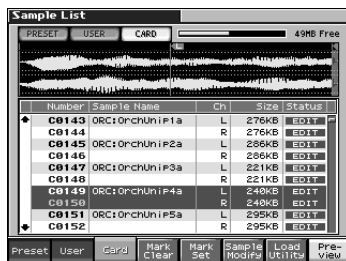 Sample List
PRESET USER CARD 49MB Free
L
R
Number Sample Name Ch Size Status
C0143 ORC:OrchUniP1a L 276KB EDIT
C0144 R 276KB EDIT
C0145 ORC:OrchUniP2a L 286KB EDIT
C0146 R 286KB EDIT
C0147 ORC:OrchUniP3a L 221KB EDIT
C0148 R 221KB EDIT
C0149 ORC:OrchUniP4a L 240KB EDIT
C0150 R 240KB EDIT
C0151 ORC:OrchUniP5a L 295KB EDIT
C0152 R 295KB EDIT
Preset User Card Mark Clear Mark Set Sample Modify Load Utility Pre-view